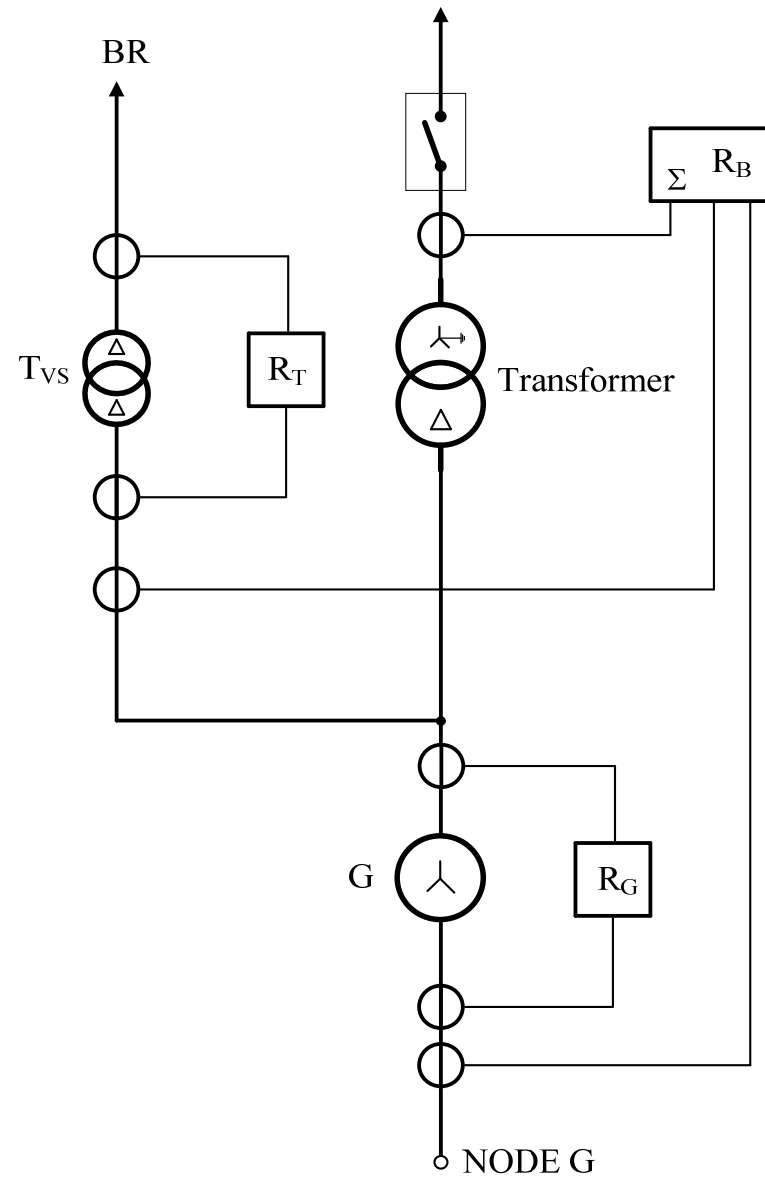 BR
Σ R_B
T_VS
R_T
Transformer
G
R_G
NODE G